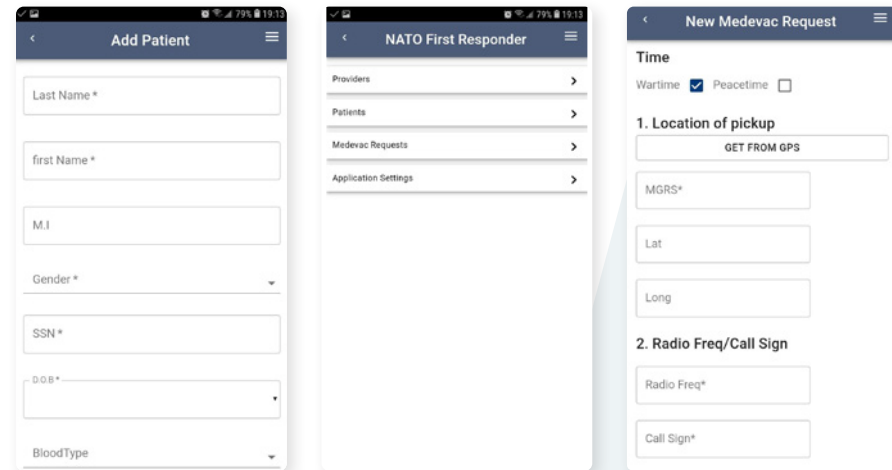 79% 19:13
Add Patient
Last Name *
first Name *
M.I
Gender *
SSN *
D.O.B *
BloodType
79% 19:13
NATO First Responder
Providers
Patients
Medevac Requests
Application Settings
New Medevac Request
Time
Wartime Peacetime
1. Location of pickup
GET FROM GPS
MGRS*
Lat
Long
2. Radio Freq/Call Sign
Radio Freq*
Call Sign*